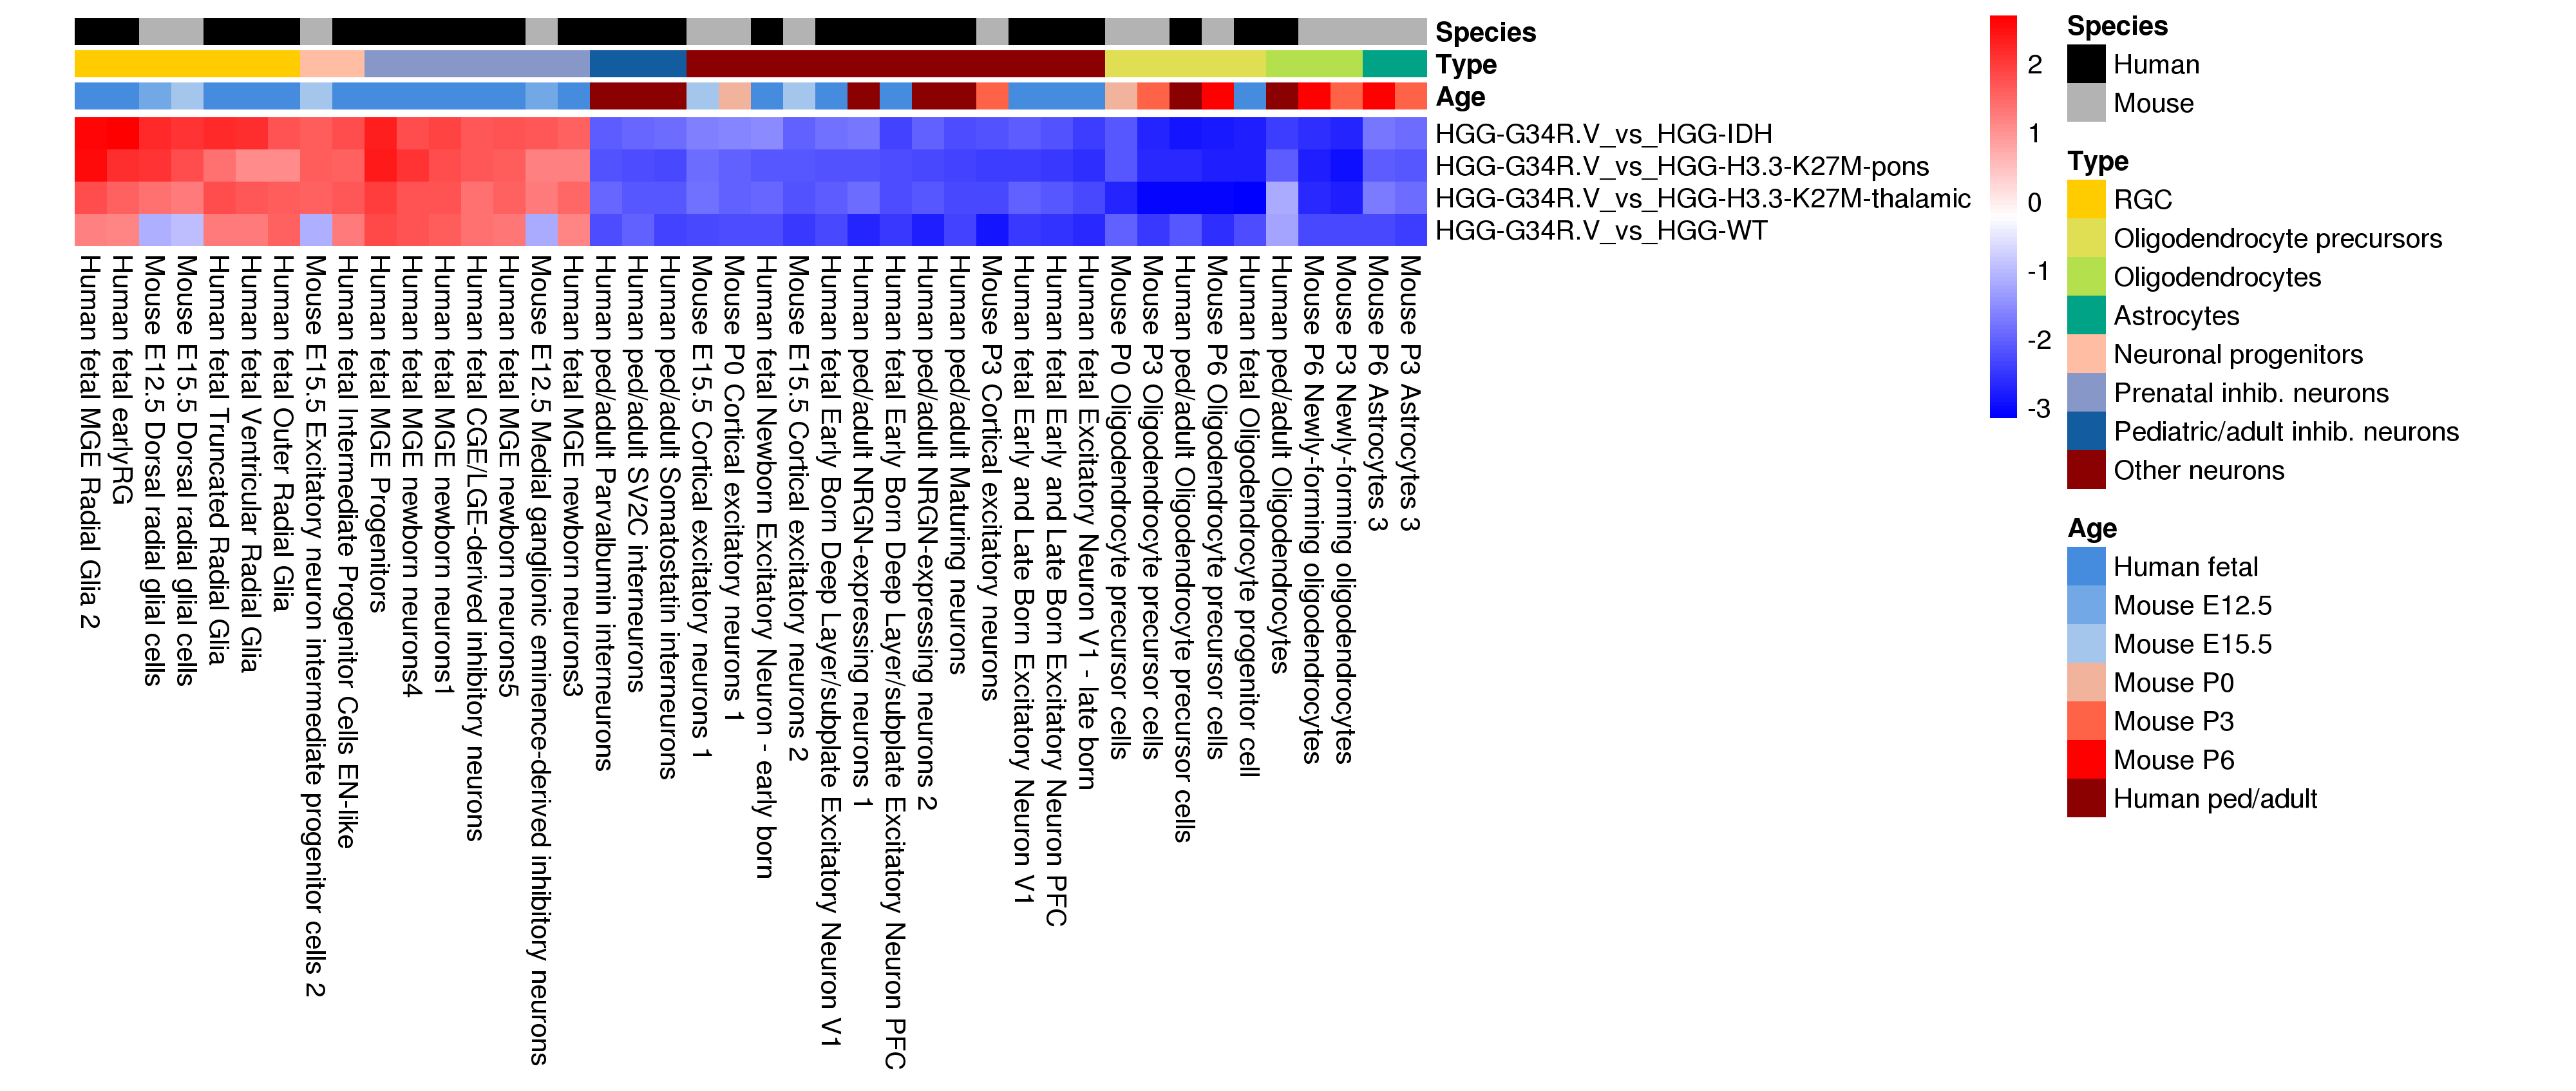 Species
Type
Age
HGG-G34R.V_vs_HGG-IDH
HGG-G34R.V_vs_HGG-H3.3-K27M-pons
HGG-G34R.V_vs_HGG-H3.3-K27M-thalamic
HGG-G34R.V_vs_HGG-WT
Human fetal MGE Radial Glia 2
Human fetal earlyRG
Mouse E12.5 Dorsal radial glial cells
Mouse E15.5 Dorsal radial glial cells
Human fetal Truncated Radial Glia
Human fetal Ventricular Radial Glia
Human fetal Outer Radial Glia
Mouse E15.5 Excitatory neuron intermediate progenitor cells 2
Human fetal Intermediate Progenitor Cells EN-like
Human fetal MGE Progenitors
Human fetal MGE newborn neurons4
Human fetal MGE newborn neurons1
Human fetal CGE/LGE-derived inhibitory neurons
Human fetal MGE newborn neurons5
Mouse E12.5 Medial ganglionic eminence-derived inhibitory neurons
Human fetal MGE newborn neurons3
Human ped/adult Parvalbumin interneurons
Human ped/adult SV2C interneurons
Human ped/adult Somatostatin interneurons
Mouse E15.5 Cortical excitatory neurons 1
Mouse P0 Cortical excitatory neurons 1
Human fetal Newborn Excitatory Neuron - early born
Mouse E15.5 Cortical excitatory neurons 2
Human fetal Early Born Deep Layer/subplate Excitatory Neuron V1
Human ped/adult NRGN-expressing neurons 1
Human fetal Early Born Deep Layer/subplate Excitatory Neuron PFC
Human ped/adult NRGN-expressing neurons 2
Human ped/adult Maturing neurons
Mouse P3 Cortical excitatory neurons
Human fetal Early and Late Born Excitatory Neuron V1
Human fetal Early and Late Born Excitatory Neuron PFC
Human fetal Excitatory Neuron V1 - late born
Mouse P0 Oligodendrocyte precursor cells
Mouse P3 Oligodendrocyte precursor cells
Human ped/adult Oligodendrocyte precursor cells
Mouse P6 Oligodendrocyte precursor cells
Human fetal Oligodendrocyte progenitor cell
Human ped/adult Oligodendrocytes
Mouse P6 Newly-forming oligodendrocytes
Mouse P3 Newly-forming oligodendrocytes
Mouse P6 Astrocytes 3
Mouse P3 Astrocytes 3
2
1
0
-1
-2
-3
Species
Human
Mouse
Type
RGC
Oligodendrocyte precursors
Oligodendrocytes
Astrocytes
Neuronal progenitors
Prenatal inhib. neurons
Pediatric/adult inhib. neurons
Other neurons
Age
Human fetal
Mouse E12.5
Mouse E15.5
Mouse P0
Mouse P3
Mouse P6
Human ped/adult